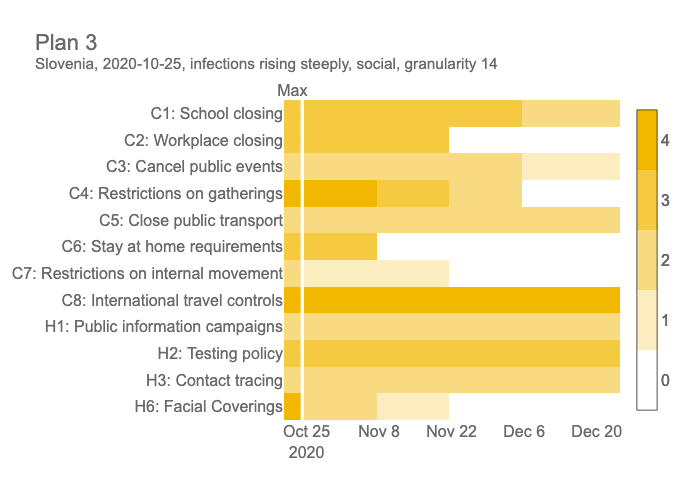 Plan 3
Slovenia, 2020-10-25, infections rising steeply, social, granularity 14
Max
C1: School closing
C2: Workplace closing
C3: Cancel public events
C4: Restrictions on gatherings
C5: Close public transport
C6: Stay at home requirements
C7: Restrictions on internal movement
C8: International travel controls
H1: Public information campaigns
H2: Testing policy
H3: Contact tracing
H6: Facial Coverings
Oct 25 Nov 8 Nov 22 Dec 6 Dec 20
2020
4
3
2
1
0